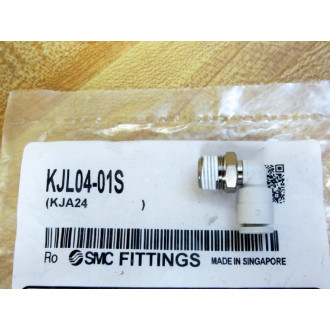 KJL04-01S
(KJA24 )
Ro SMC FITTINGS MADE IN SINGAPORE